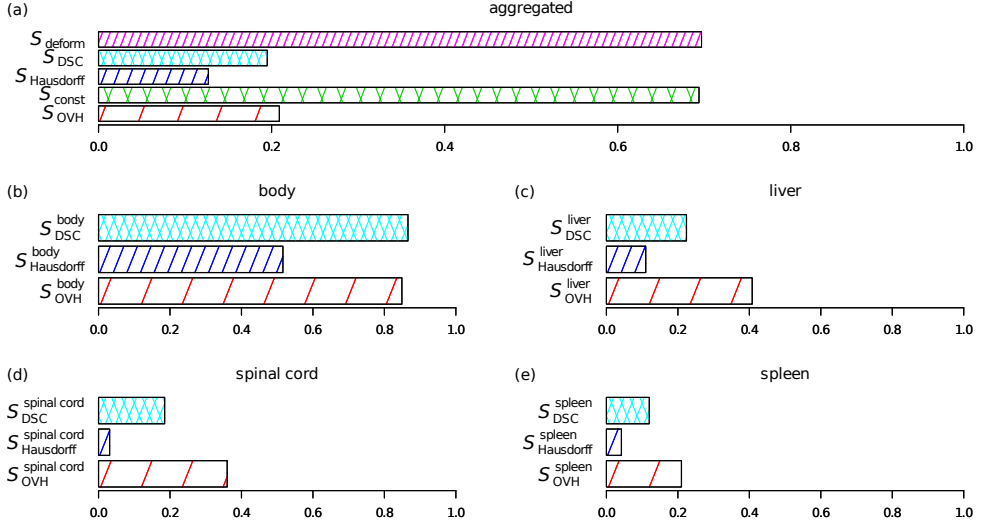 (a) aggregated
S deform
S DSC
S Hausdorff
S const
S OVH
0.0 0.2 0.4 0.6 0.8 1.0
(b) body
S body DSC
S body Hausdorff
S body OVH
0.0 0.2 0.4 0.6 0.8 1.0
(c) liver
S liver DSC
S liver Hausdorff
S liver OVH
0.0 0.2 0.4 0.6 0.8 1.0
(d) spinal cord
S spinal cord DSC
S spinal cord Hausdorff
S spinal cord OVH
0.0 0.2 0.4 0.6 0.8 1.0
(e) spleen
S spleen DSC
S spleen Hausdorff
S spleen OVH
0.0 0.2 0.4 0.6 0.8 1.0